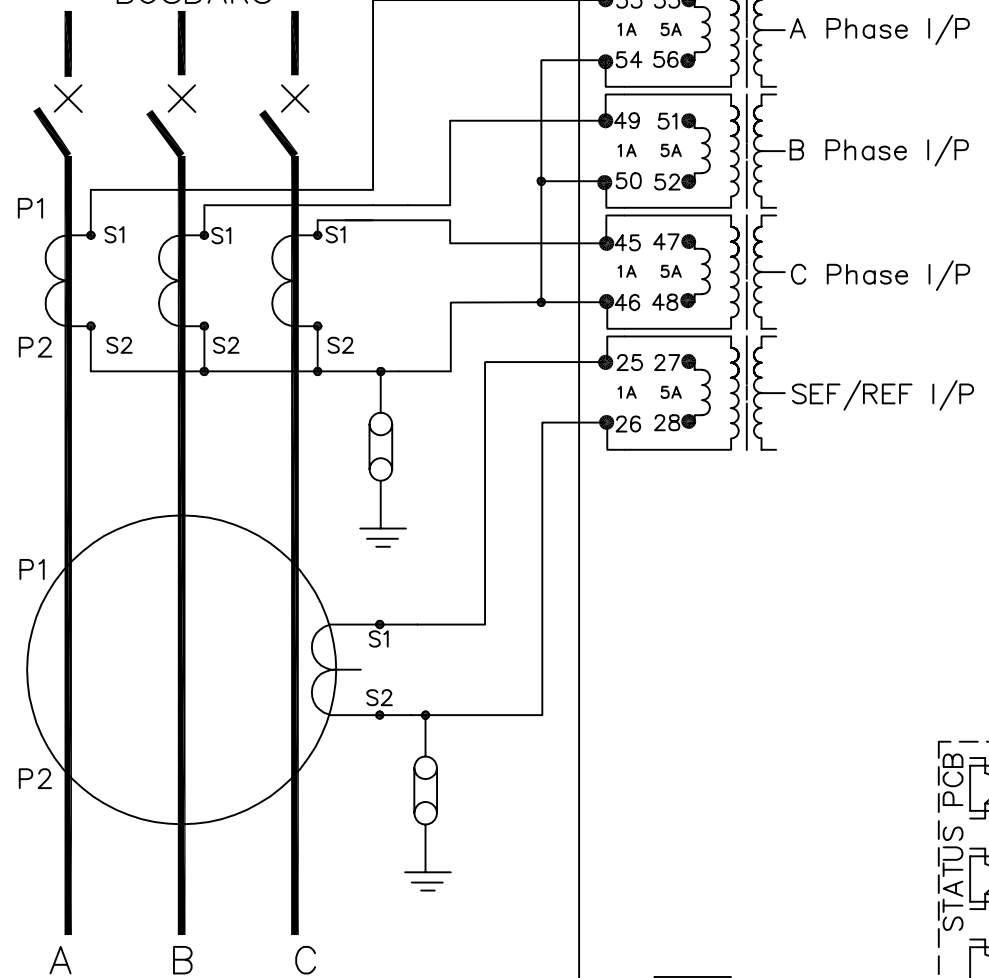 1A 5A
A Phase I/P
54 56
49 51
1A 5A
B Phase I/P
50 52
P1
S1 S1 S1
45 47
1A 5A
C Phase I/P
46 48
P2
S2 S2 S2
25 27
1A 5A
SEF/REF I/P
26 28
P1
S1
S2
P2
STATUS PCB
A B C